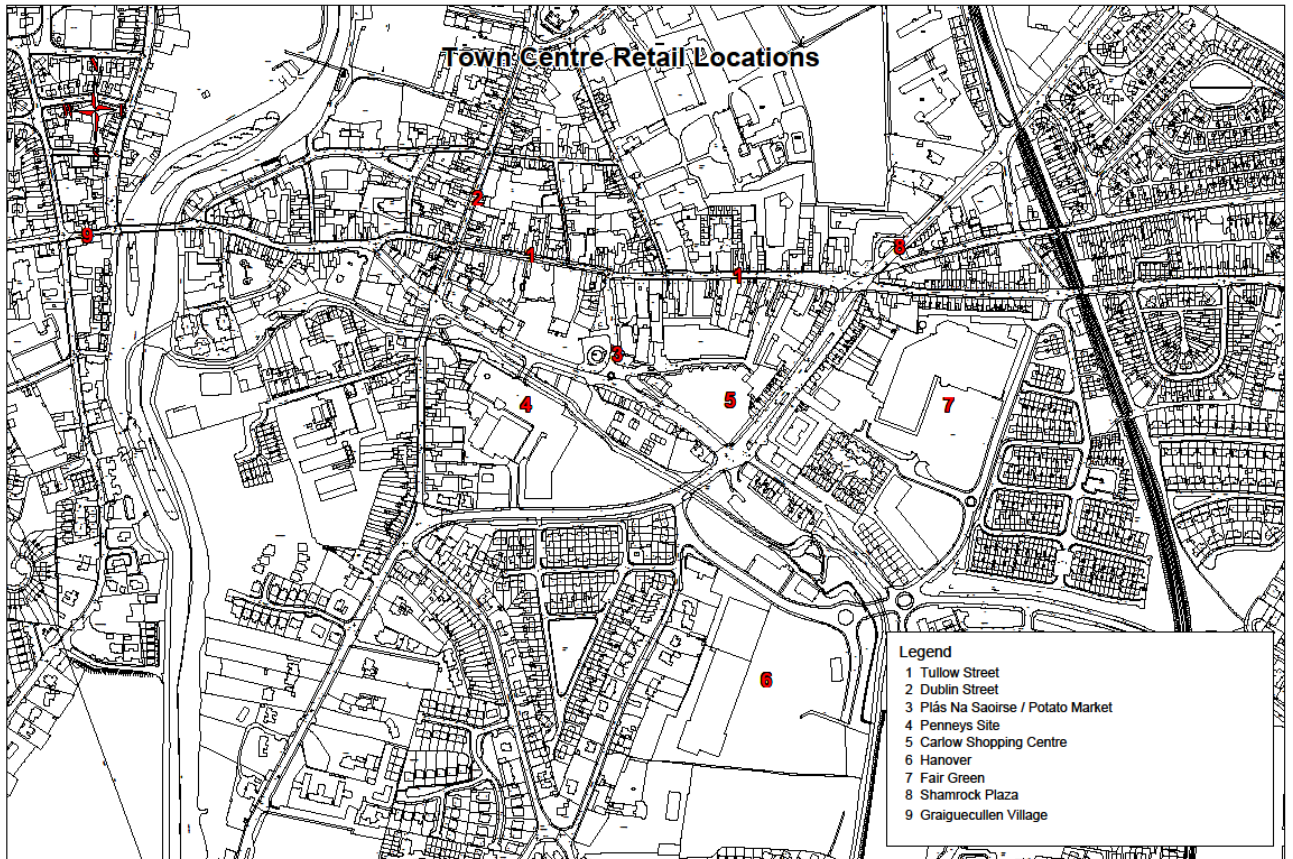 Town Centre Retail Locations
N
W E
S
2
9
1
8
1
3
5
4
7
6
Legend
1 Tullow Street
2 Dublin Street
3 Plás Na Saoirse / Potato Market
4 Penneys Site
5 Carlow Shopping Centre
6 Hanover
7 Fair Green
8 Shamrock Plaza
9 Graiguecullen Village